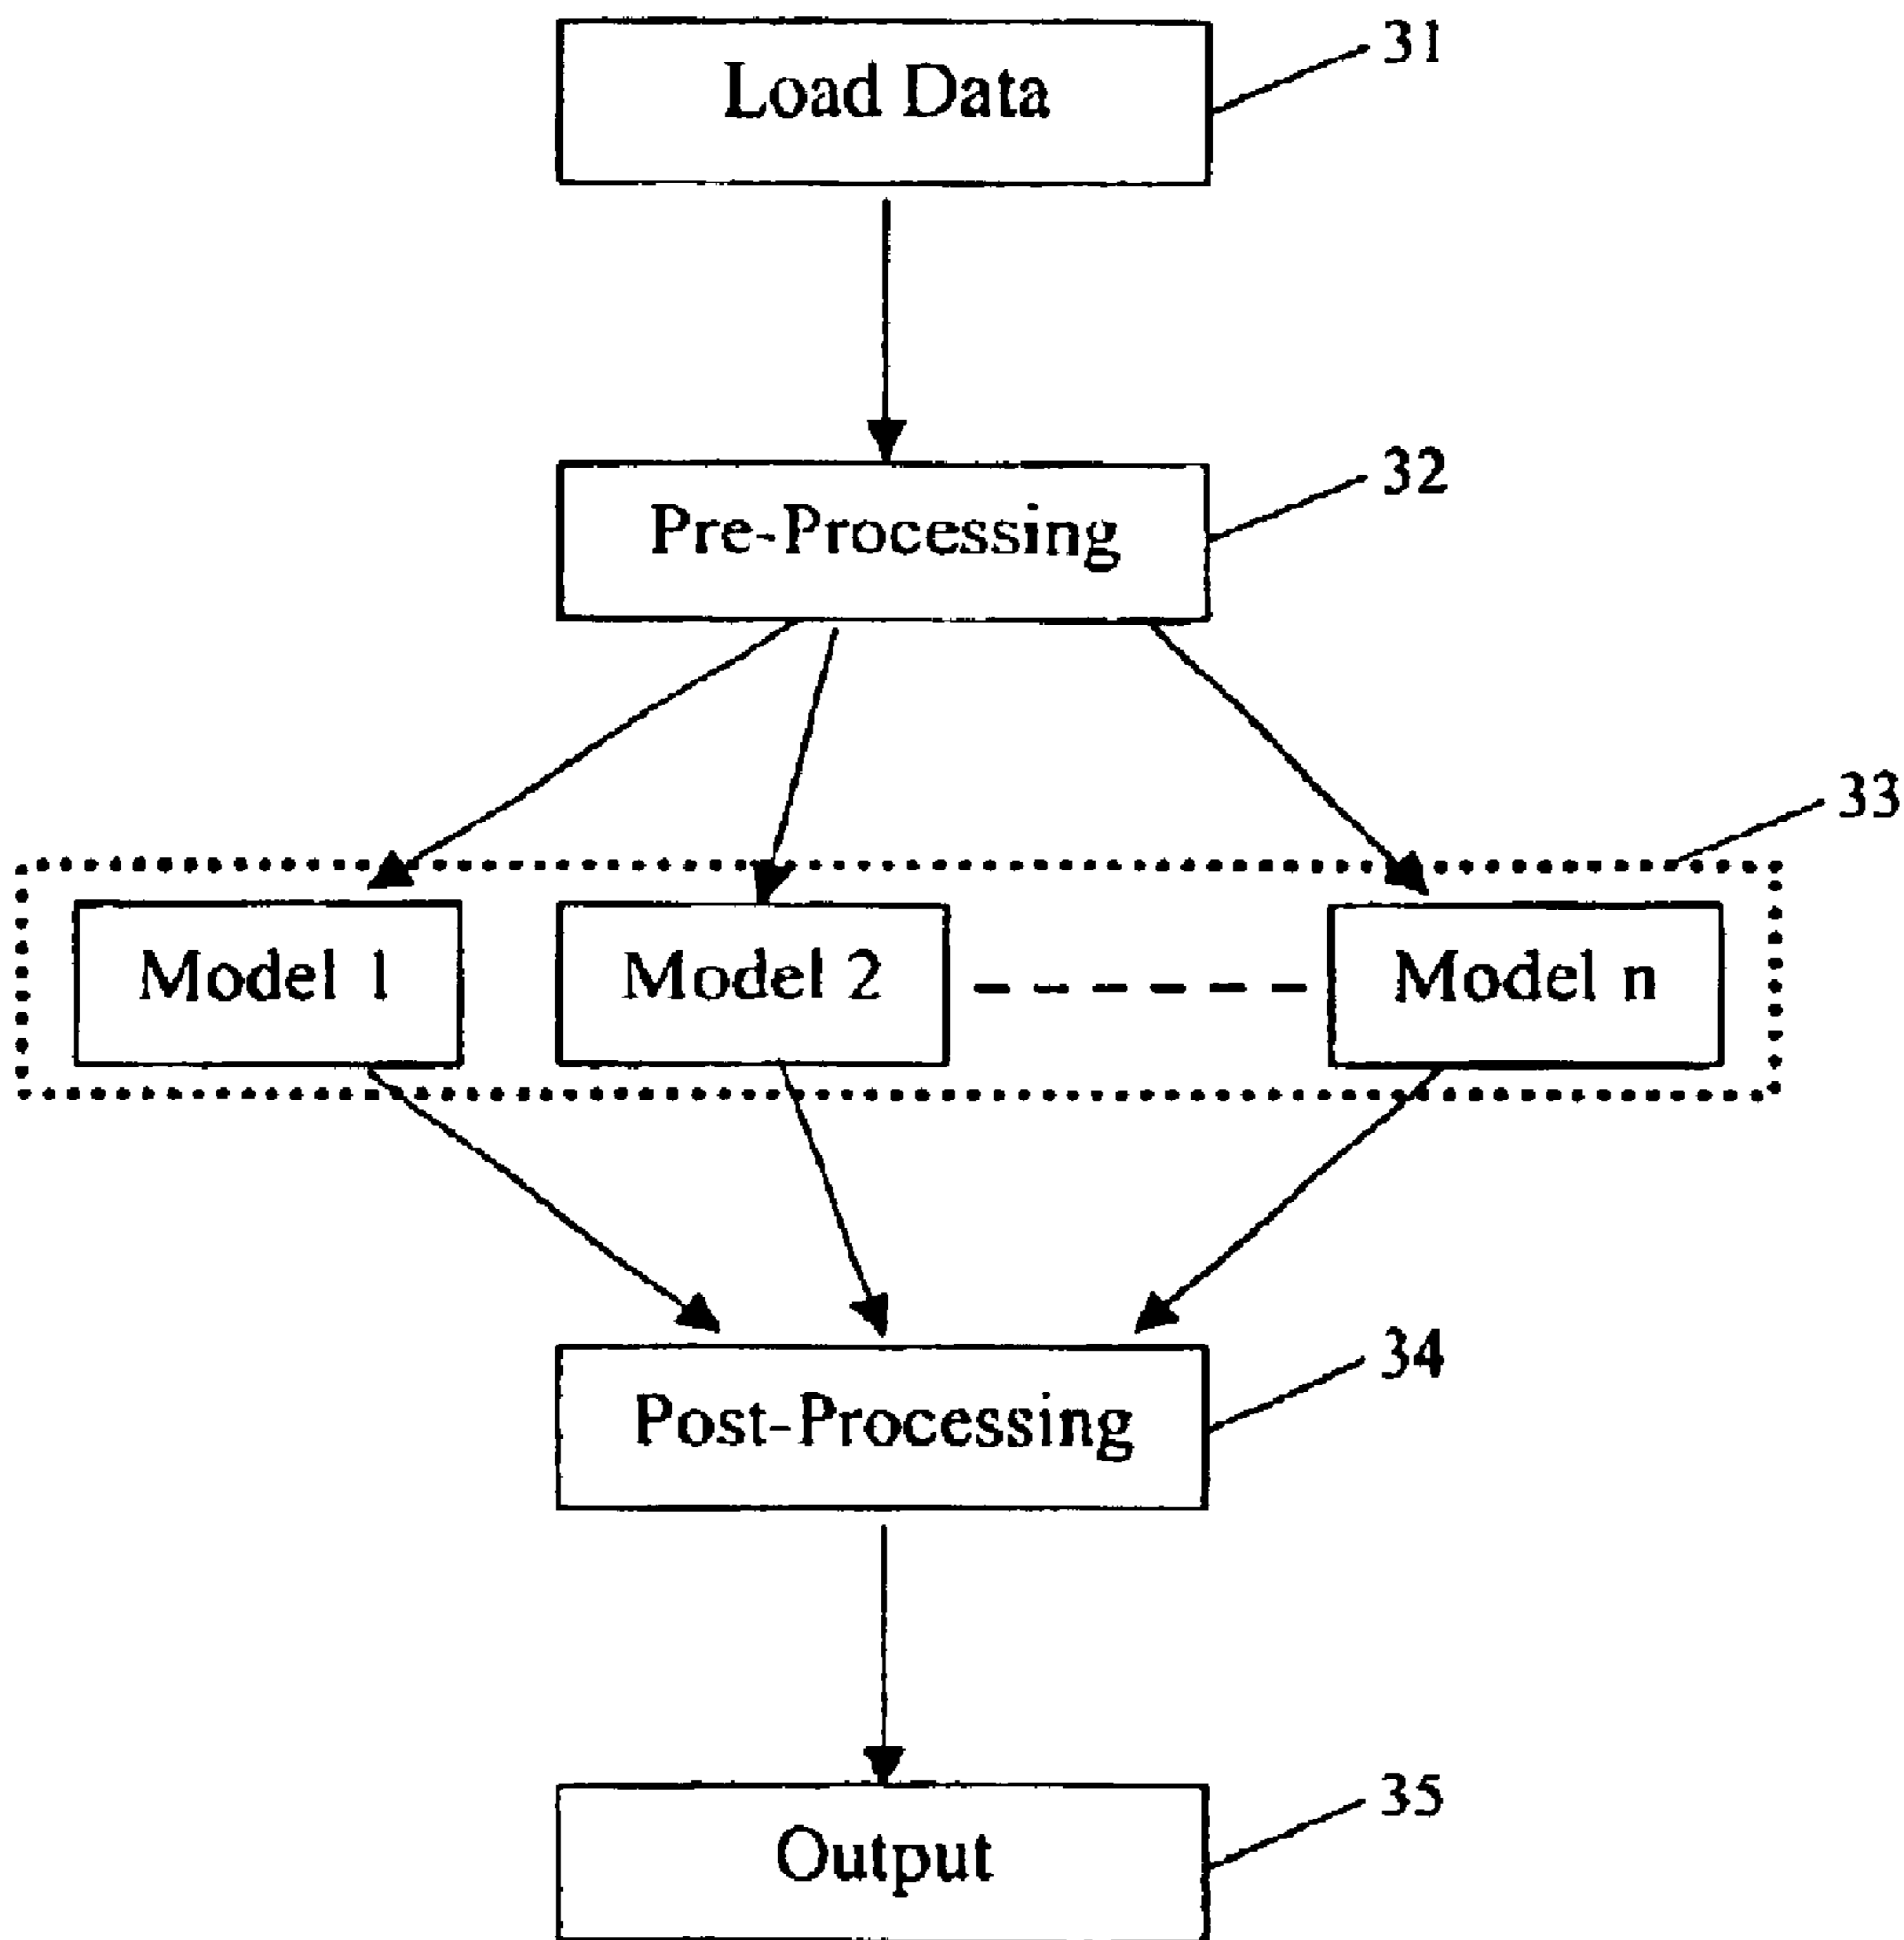 31
Load Data
32
Pre-Processing
33
Model 1
Model 2
Model n
34
Post-Processing
35
Output